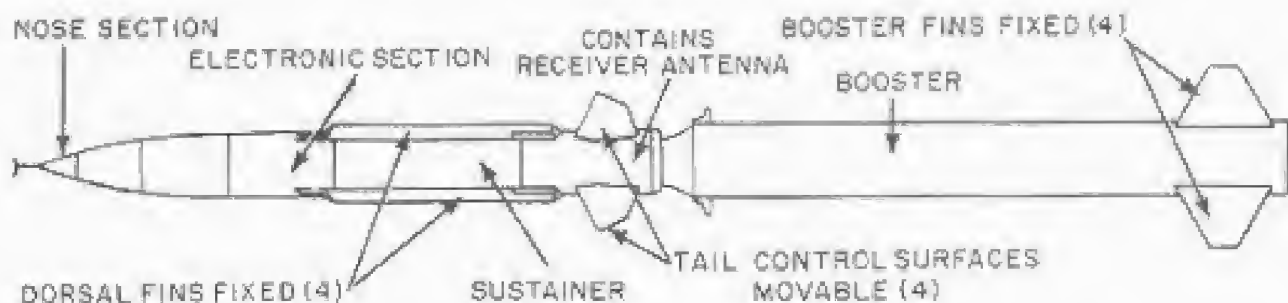 NOSE SECTION
ELECTRONIC SECTION
CONTAINS
RECEIVER ANTENNA
BOOSTER FINS FIXED (4)
BOOSTER
DORSAL FINS FIXED (4)
SUSTAINER
TAIL CONTROL SURFACES
MOVABLE (4)